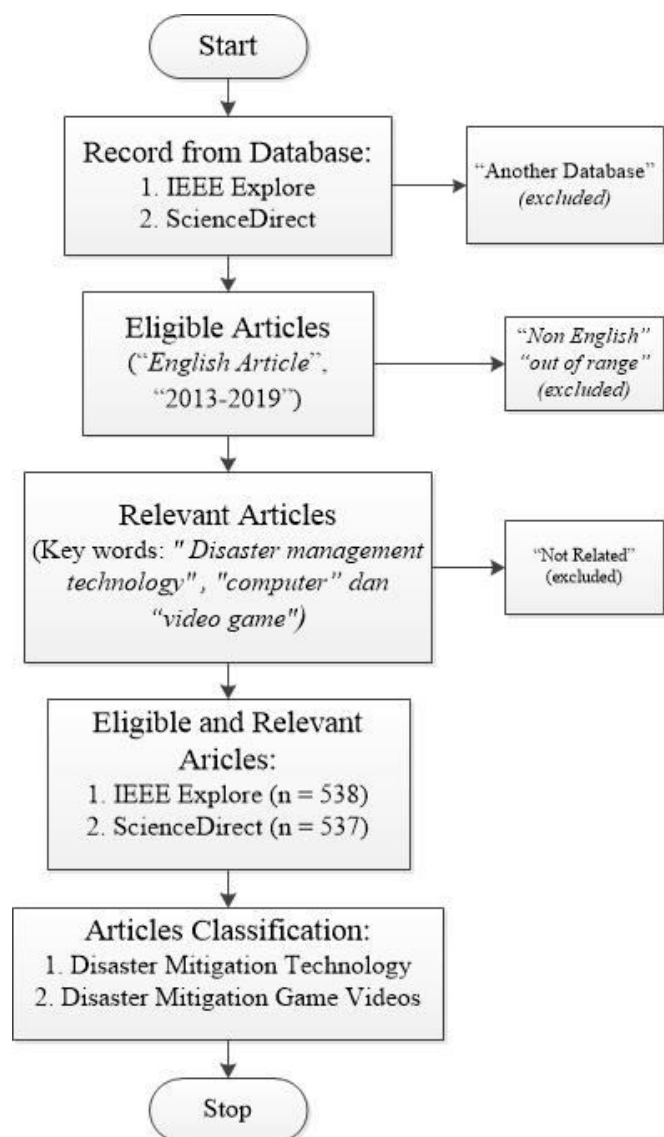 Start
Record from Database:
1. IEEE Explore
2. ScienceDirect
“Another Database”
(excluded)
Eligible Articles
(“English Article”,
“2013-2019”)
“Non English”
“out of range”
(excluded)
Relevant Articles
(Key words: " Disaster management
technology", "computer” dan
“video game")
“Not Related”
(excluded)
Eligible and Relevant
Aricles:
1. IEEE Explore (n = 538)
2. ScienceDirect (n = 537)
Articles Classification:
1. Disaster Mitigation Technology
2. Disaster Mitigation Game Videos
Stop